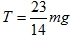 T = 23/14 mg